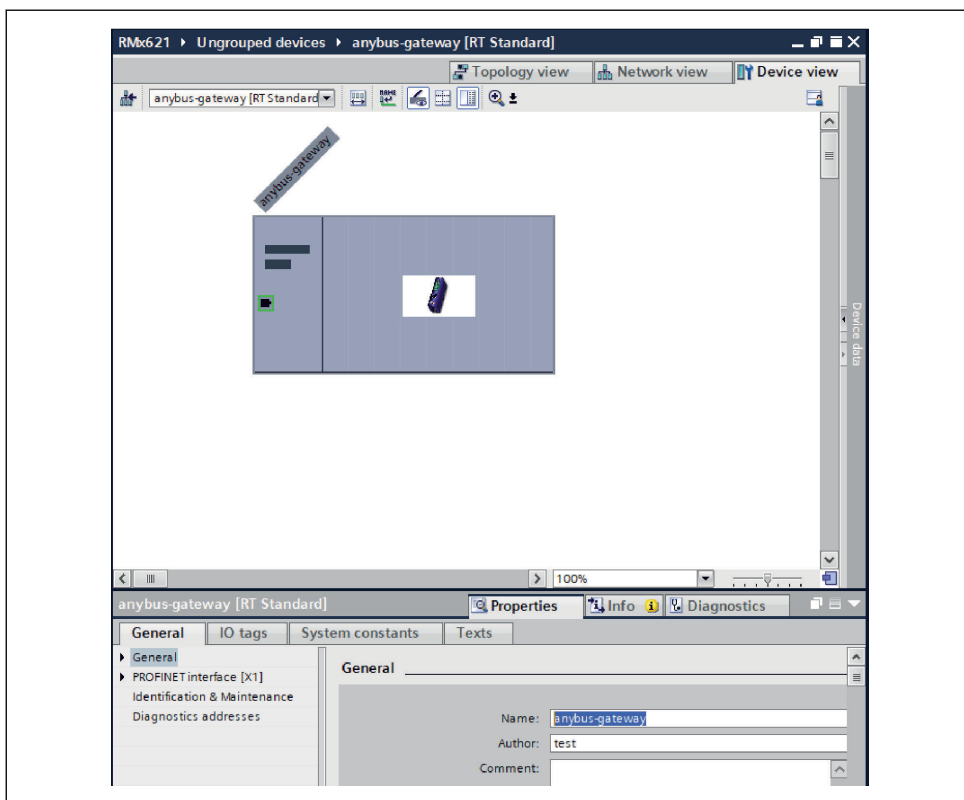 RMx621 ▸ Ungrouped devices ▸ anybus-gateway [RT Standard]
Topology view Network view Device view
anybus-gateway [RT Standard
anybus-gateway
Device data
100%
anybus-gateway [RT Standard]
Properties Info Diagnostics
General IO tags System constants Texts
General
PROFINET interface [X1]
Identification & Maintenance
Diagnostics addresses
General
Name: anybus-gateway
Author: test
Comment: